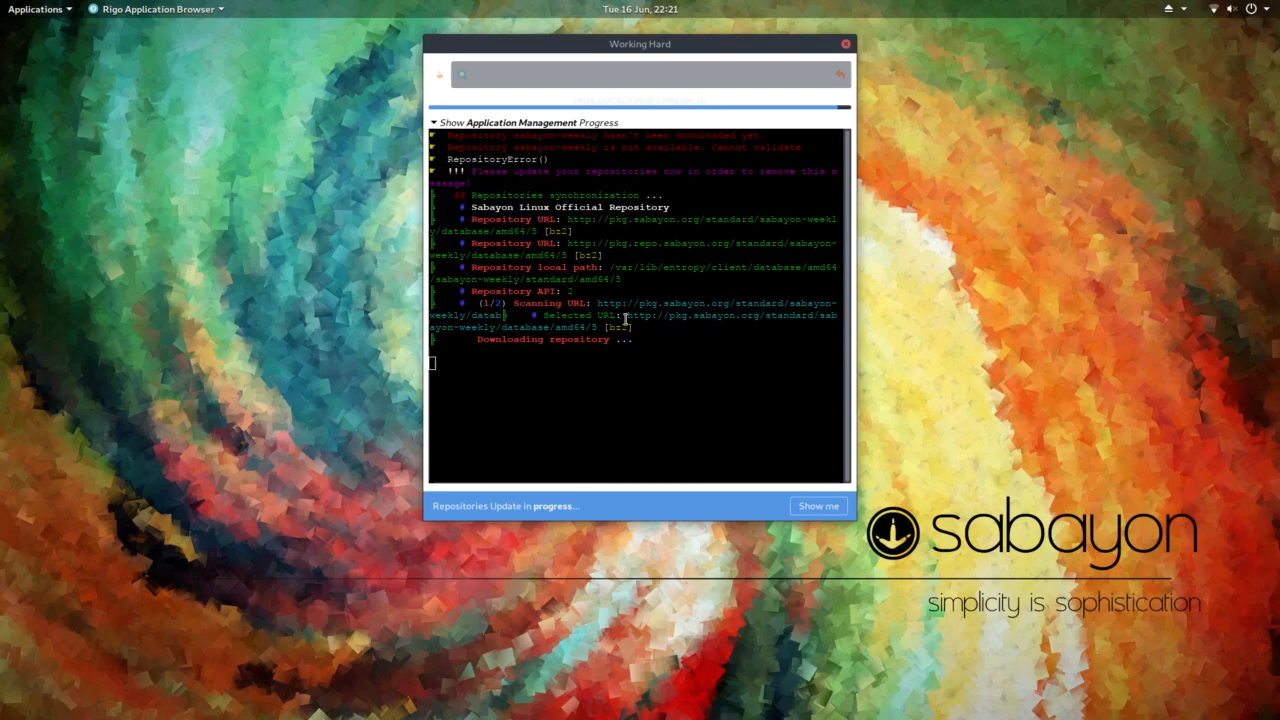 Applications
Rigo Application Browser
Tue 16 Jun, 22:21
Working Hard
Show Application Management Progress
Repository sabayon-weekly hasn't been downloaded yet.
Repository sabayon-weekly is not available. Cannot validate
RepositoryError()
!!! Please update your repositories now in order to remove this m
essage!
Repositories synchronization ...
# Sabayon Linux Official Repository
# Repository URL: http://pkg.sabayon.org/standard/sabayon-weekl
y/database/amd64/5 [bz2]
# Repository URL: http://pkg.repo.sabayon.org/standard/sabayon-
weekly/database/amd64/5 [bz2]
# Repository local path: /var/lib/entropy/client/database/amd64
/sabayon-weekly/standard/amd64/5
# Repository API: 2
# (1/2) Scanning URL: http://pkg.sabayon.org/standard/sabayon-
weekly/datab # Selected URL: http://pkg.sabayon.org/standard/sab
ayon-weekly/database/amd64/5 [bz2]
Downloading repository ...
Repositories Update in progress...
Show me
sabayon
simplicity is sophistication